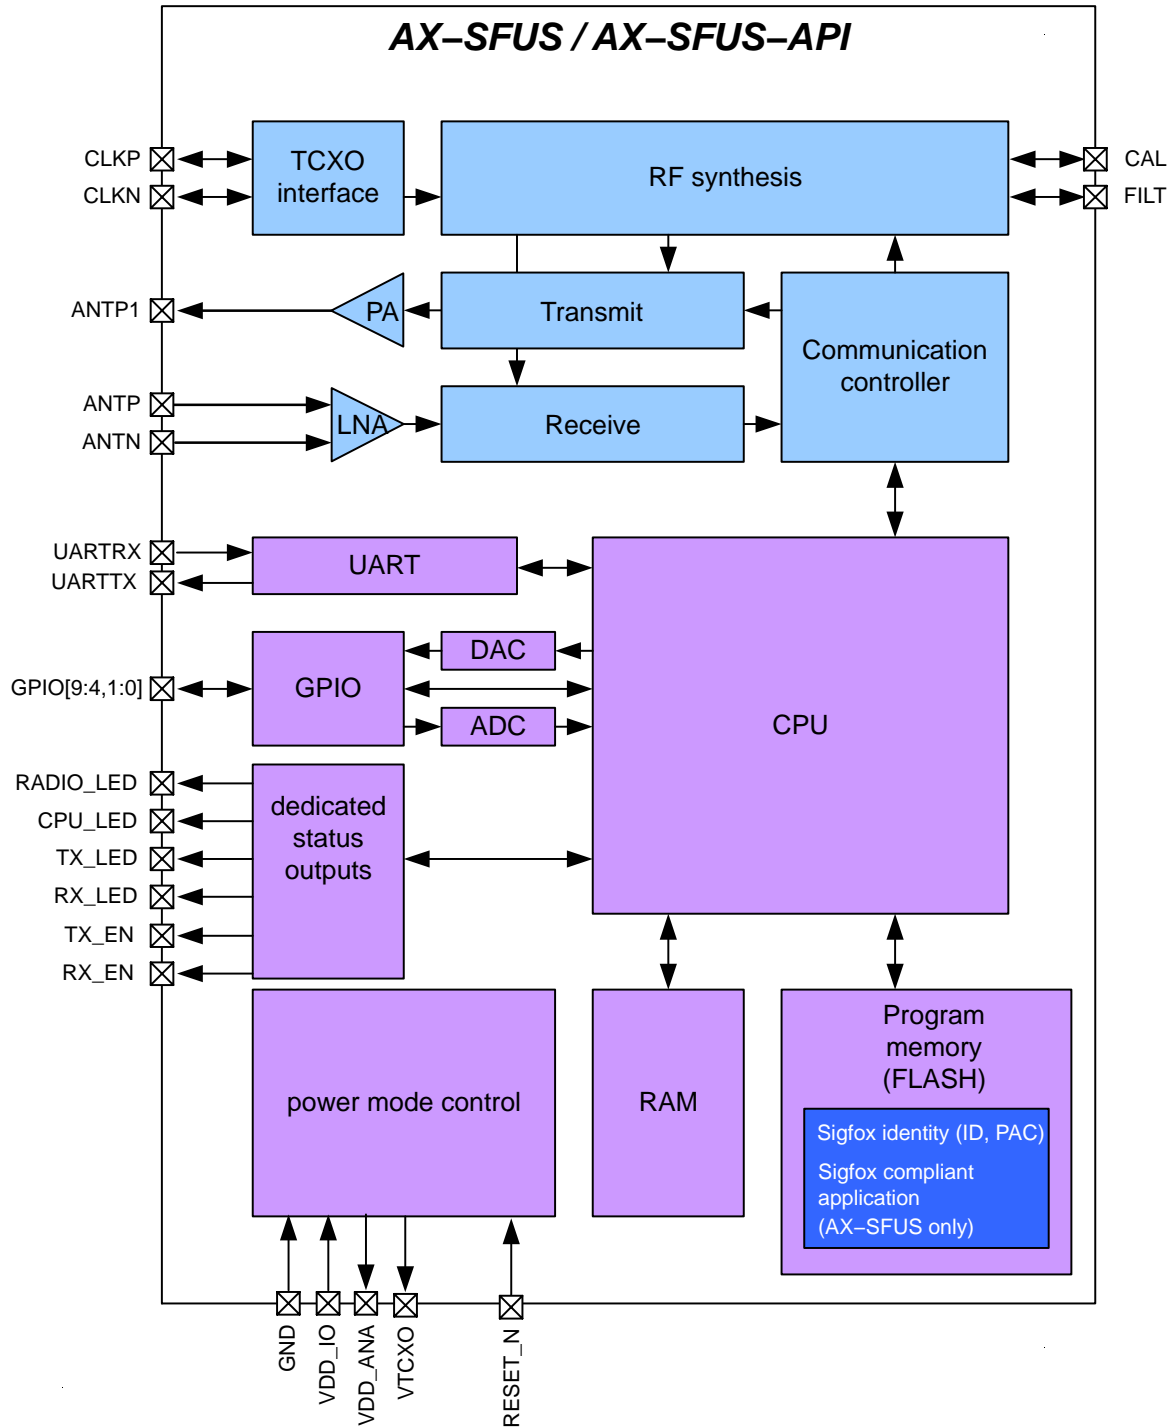 AX–SFUS / AX–SFUS–API
CLKP
CLKN
TCXO
interface
RF synthesis
CAL
FILT
ANTP1
PA
Transmit
Communication
controller
ANTP
ANTN
LNA
Receive
UARTRX
UARTTX
UART
DAC
GPIO[9:4,1:0]
GPIO
ADC
CPU
RADIO_LED
CPU_LED
TX_LED
RX_LED
TX_EN
RX_EN
dedicated
status
outputs
power mode control
RAM
Program
memory
(FLASH)
Sigfox identity (ID, PAC)
Sigfox compliant
application
(AX–SFUS only)
GND
VDD_IO
VDD_ANA
VTCXO
RESET_N